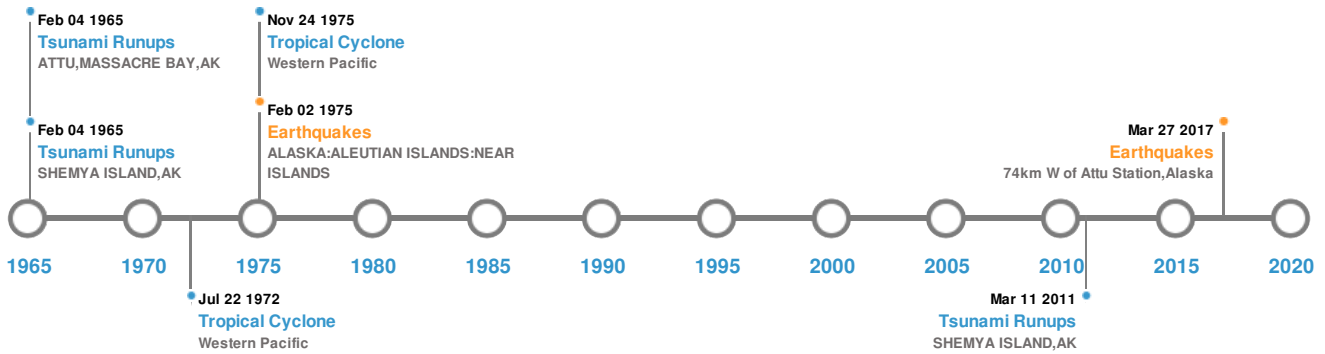 Feb 04 1965
Tsunami Runups
ATTU,MASSACRE BAY,AK
Nov 24 1975
Tropical Cyclone
Western Pacific
Feb 04 1965
Tsunami Runups
SHEMYA ISLAND,AK
Feb 02 1975
Earthquakes
ALASKA:ALEUTIAN ISLANDS:NEAR
ISLANDS
Mar 27 2017
Earthquakes
74km W of Attu Station,Alaska
1965 1970 1975 1980 1985 1990 1995 2000 2005 2010 2015 2020
Jul 22 1972
Tropical Cyclone
Western Pacific
Mar 11 2011
Tsunami Runups
SHEMYA ISLAND,AK